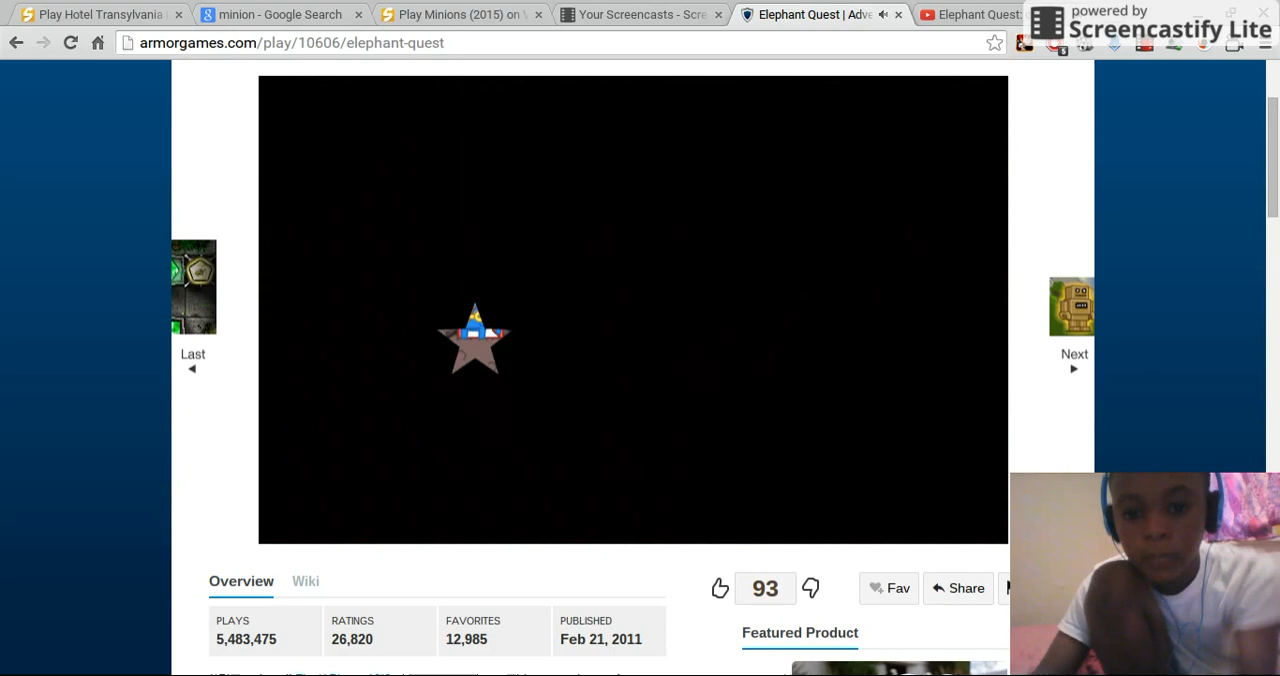 Play Hotel Transylvania
minion - Google Search
Play Minions (2015) on
Your Screencasts - Scre
Elephant Quest | Adve
Elephant Quest:
powered by
Screencastify Lite
armorgames.com/play/10606/elephant-quest
Last
Next
Overview
Wiki
93
Fav
Share
PLAYS
5,483,475
RATINGS
26,820
FAVORITES
12,985
PUBLISHED
Feb 21, 2011
Featured Product